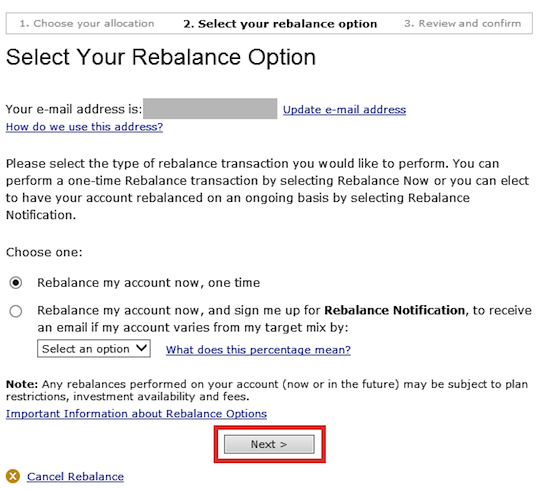 1. Choose your allocation 2. Select your rebalance option 3. Review and confirm
Select Your Rebalance Option
Your e-mail address is: Update e-mail address
How do we use this address?
Please select the type of rebalance transaction you would like to perform. You can
perform a one-time Rebalance transaction by selecting Rebalance Now or you can elect
to have your account rebalanced on an ongoing basis by selecting Rebalance
Notification.
Choose one:
Rebalance my account now, one time
Rebalance my account now, and sign me up for Rebalance Notification, to receive
an email if my account varies from my target mix by:
Select an option What does this percentage mean?
Note: Any rebalances performed on your account (now or in the future) may be subject to plan
restrictions, investment availability and fees.
Important Information about Rebalance Options
Next >
Cancel Rebalance